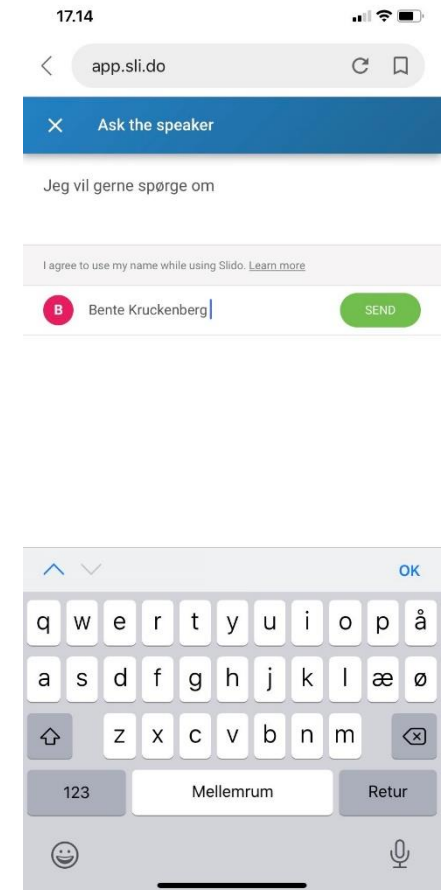 17.14
app.sli.do
Ask the speaker
Jeg vil gerne spørge om
I agree to use my name while using Slido. Learn more
B Bente Kruckenberg SEND
OK
q w e r t y u i o p å
a s d f g h j k l æ ø
z x c v b n m
123 Mellemrum Retur